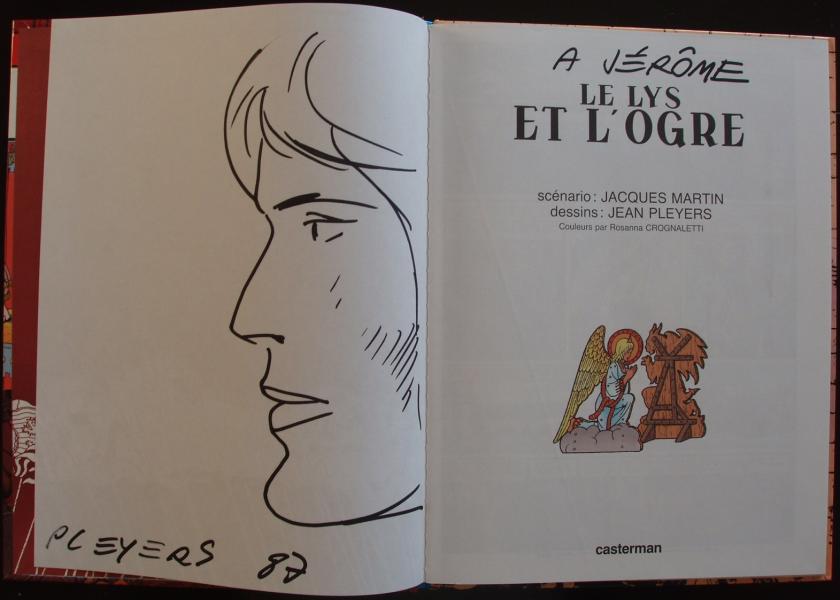 PLEYERS 87
A JÉRÔME
LE LYS
ET L'OGRE
scénario : JACQUES MARTIN
dessins : JEAN PLEYERS
Couleurs par Rosanna CROGNALETTI
casterman